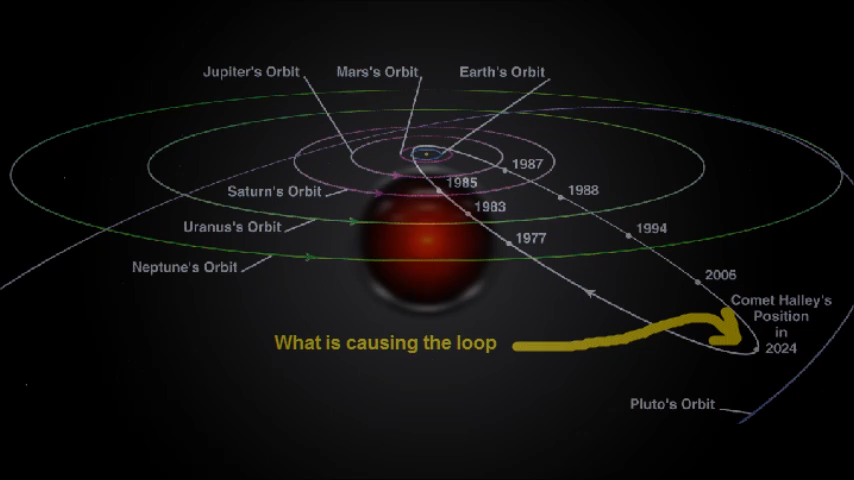 Jupiter's Orbit
Mars's Orbit
Earth's Orbit
1987
1985
Saturn's Orbit
1988
1983
Uranus's Orbit
1994
1977
Neptune's Orbit
2005
Comet Halley's
Position
in
2024
What is causing the loop
Pluto's Orbit